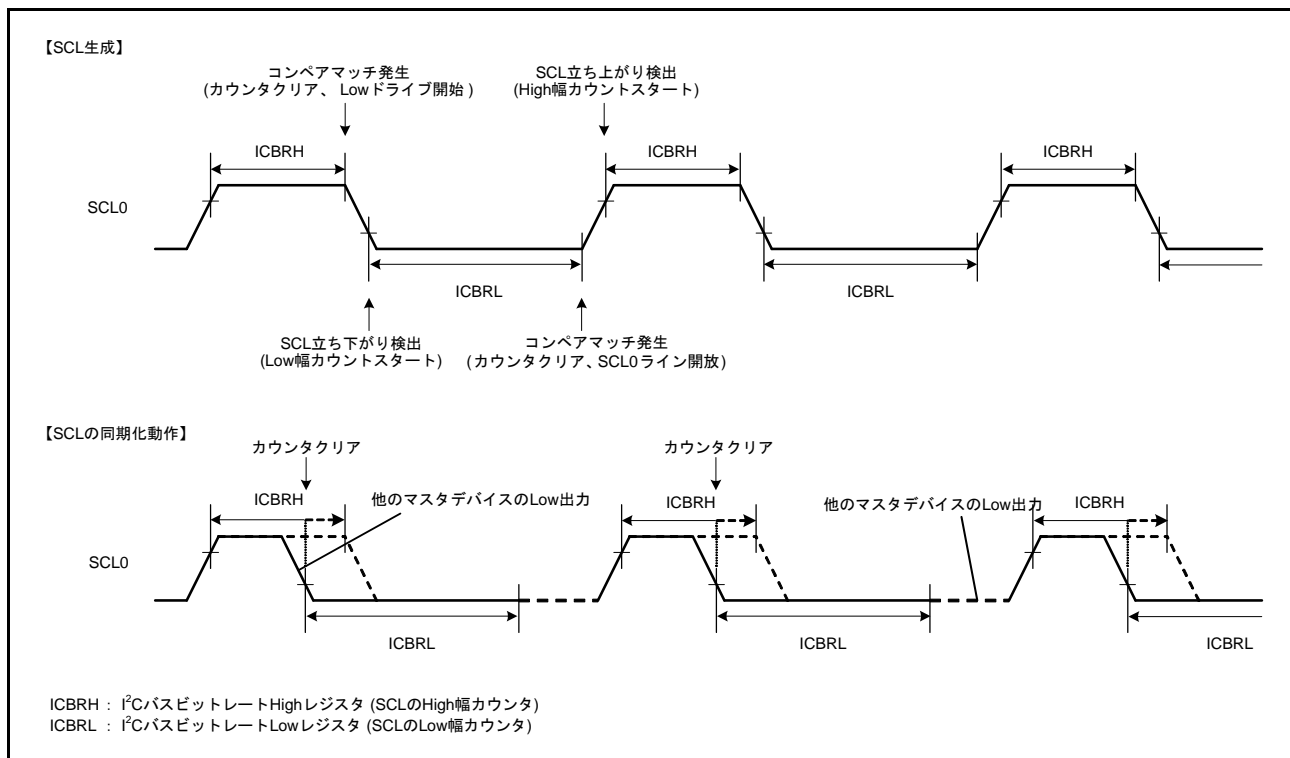 【SCL生成】
コンペアマッチ発生
(カウンタクリア、 Lowドライブ開始 )
SCL立ち上がり検出
(High幅カウントスタート)
ICBRH
ICBRH
ICBRH
SCL0
ICBRL
ICBRL
SCL立ち下がり検出
(Low幅カウントスタート)
コンペアマッチ発生
(カウンタクリア、SCL0ライン開放)
【SCLの同期化動作】
カウンタクリア
カウンタクリア
ICBRH
他のマスタデバイスのLow出力
ICBRH
他のマスタデバイスのLow出力
ICBRH
SCL0
ICBRL
ICBRL
ICBRL
ICBRH : I²CバスビットレートHighレジスタ (SCLのHigh幅カウンタ)
ICBRL : I²CバスビットレートLowレジスタ (SCLのLow幅カウンタ)